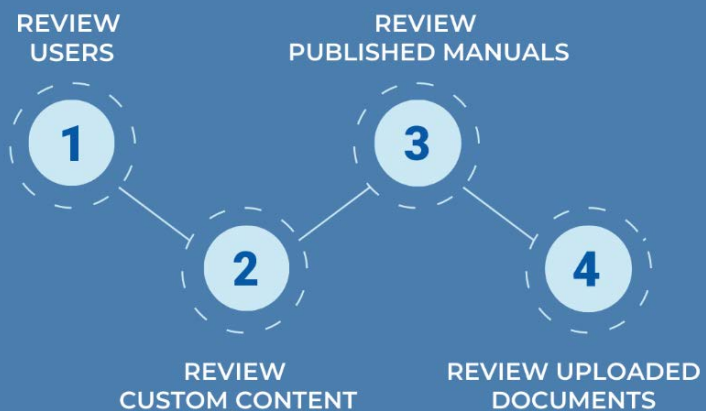 REVIEW
USERS
1
2
REVIEW
CUSTOM CONTENT
REVIEW
PUBLISHED MANUALS
3
4
REVIEW UPLOADED
DOCUMENTS